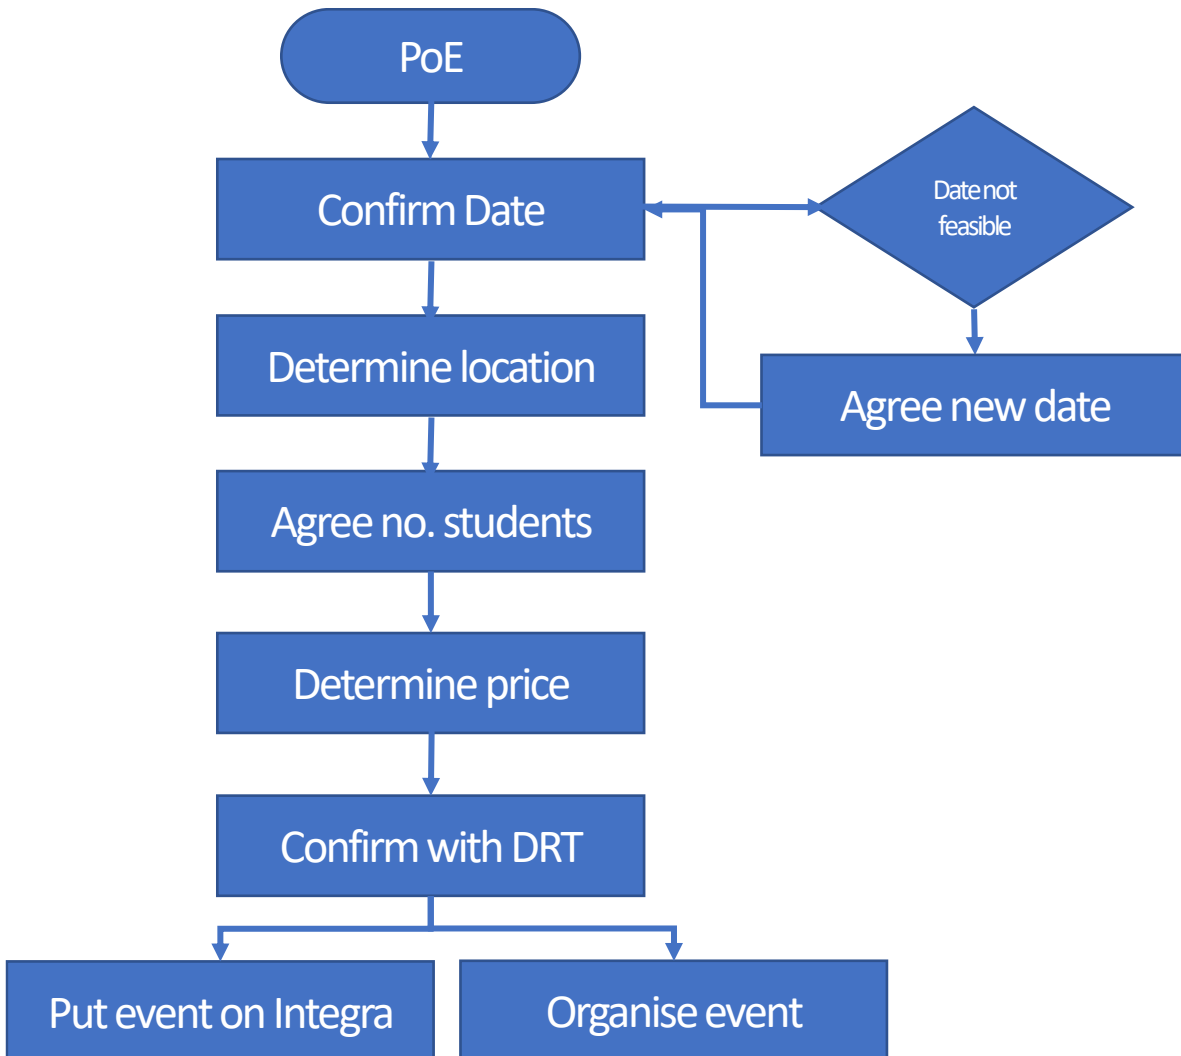 PoE
Confirm Date
Date not
feasible
Determine location
Agree new date
Agree no. students
Determine price
Confirm with DRT
Put event on Integra
Organise event